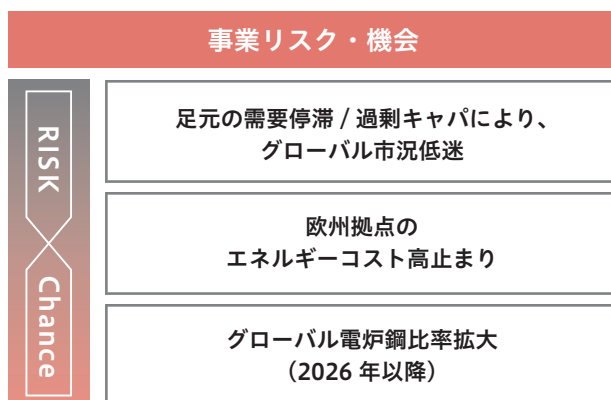 事業リスク・機会
RISK
Chance
足元の需要停滞 / 過剰キャパにより、
グローバル市況低迷
欧州拠点の
エネルギーコスト高止まり
グローバル電炉鋼比率拡大
（2026 年以降）